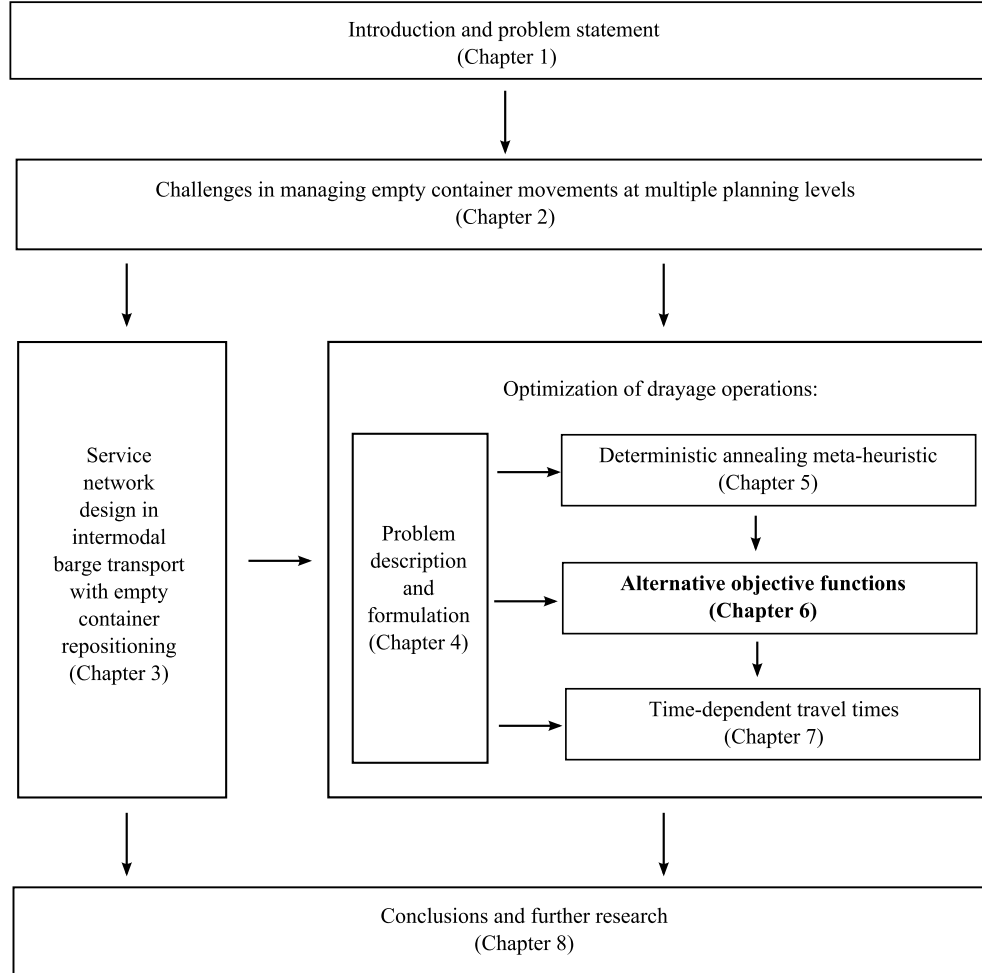 Introduction and problem statement
(Chapter 1)
Challenges in managing empty container movements at multiple planning levels
(Chapter 2)
Service
network
design in
intermodal
barge transport
with empty
container
repositioning
(Chapter 3)
Optimization of drayage operations:
Problem
description
and
formulation
(Chapter 4)
Deterministic annealing meta-heuristic
(Chapter 5)
Alternative objective functions
(Chapter 6)
Time-dependent travel times
(Chapter 7)
Conclusions and further research
(Chapter 8)